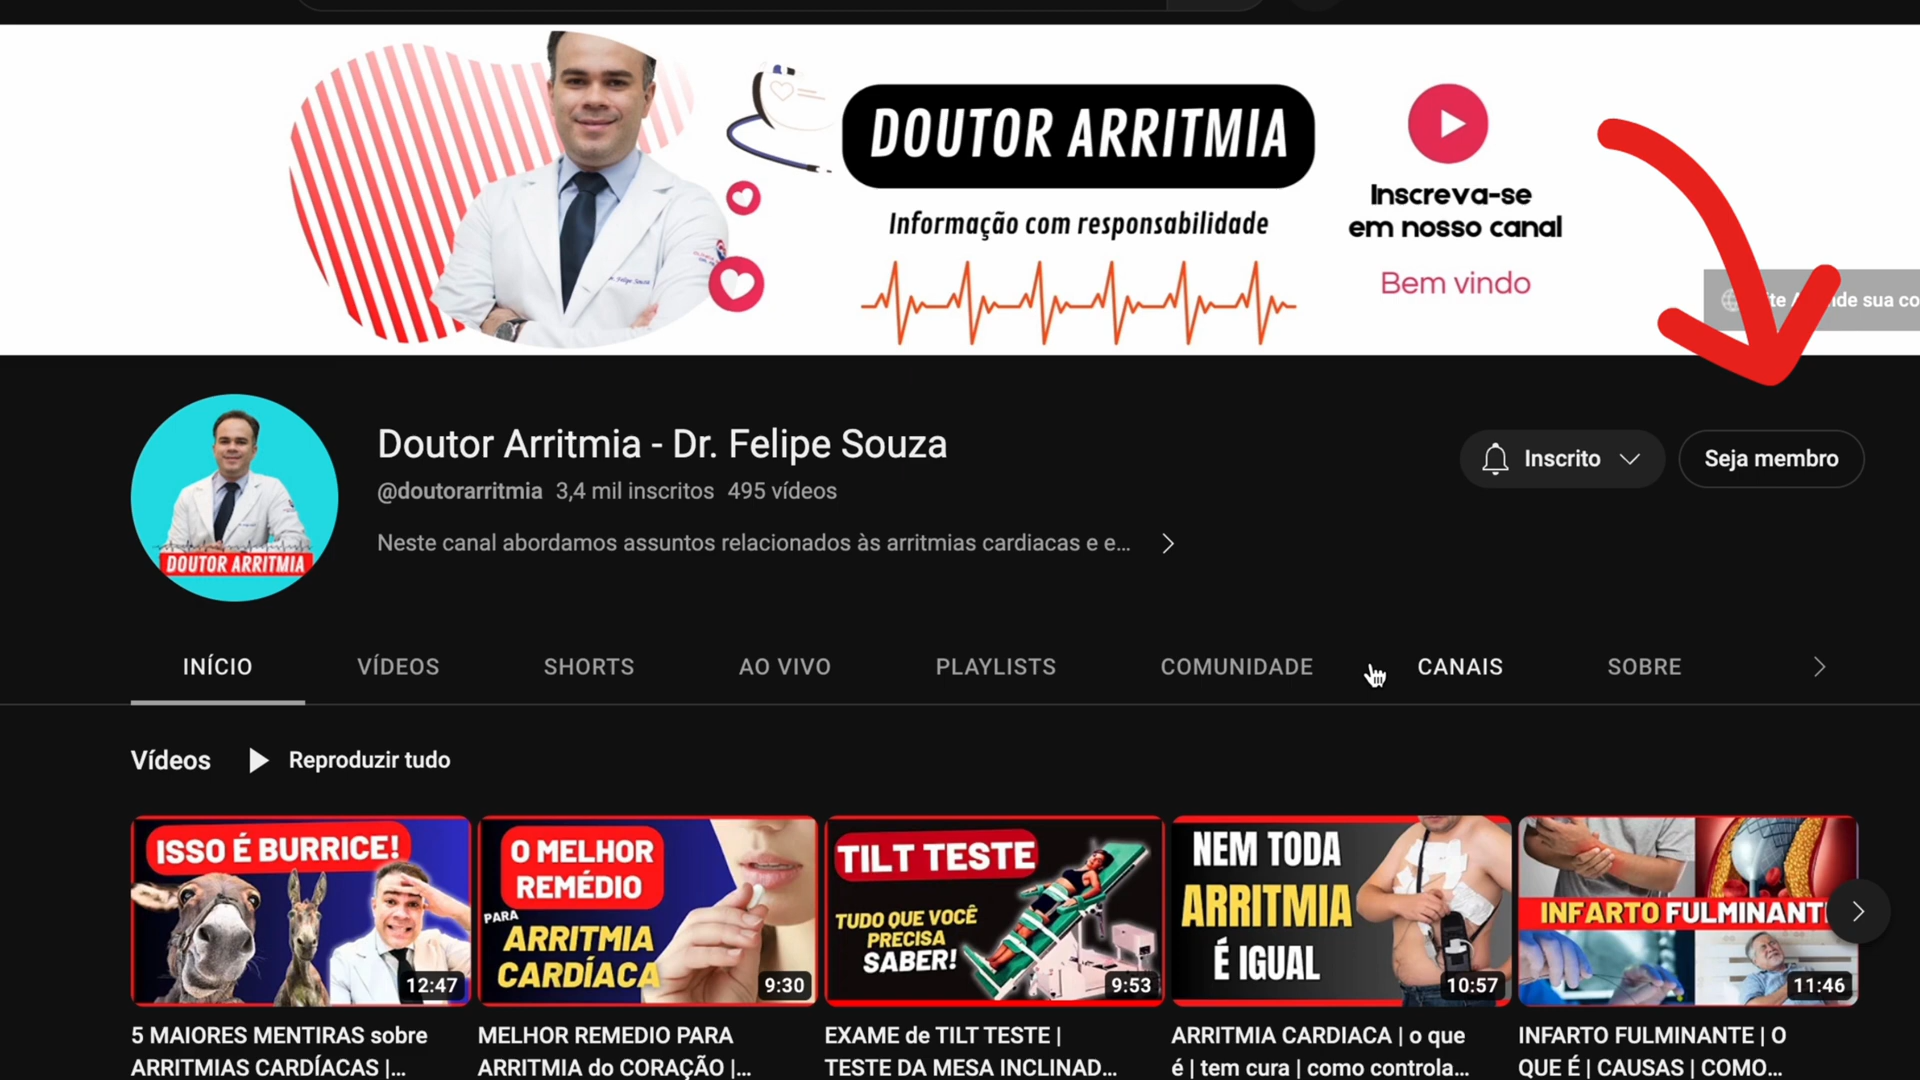 DOUTOR ARRITMIA
Informação com responsabilidade
Inscreva-se
em nosso canal
Bem vindo
sua co
Doutor Arritmia - Dr. Felipe Souza
@doutorarritmia 3,4 mil inscritos 495 vídeos
Neste canal abordamos assuntos relacionados às arritmias cardiacas e e...
DOUTOR ARRITMIA
Inscrito
Seja membro
INÍCIO VÍDEOS SHORTS AO VIVO PLAYLISTS COMUNIDADE CANAIS SOBRE
Vídeos Reproduzir tudo
ISSO É BURRICE!
12:47
O MELHOR
REMÉDIO
PARA
ARRITMIA
CARDÍACA
9:30
TILT TESTE
TUDO QUE VOCÊ
PRECISA
SABER!
9:53
NEM TODA
ARRITMIA
É IGUAL
10:57
INFARTO FULMINANT
11:46
5 MAIORES MENTIRAS sobre
ARRITMIAS CARDÍACAS |...
MELHOR REMEDIO PARA
ARRITMIA do CORAÇÃO |...
EXAME de TILT TESTE |
TESTE DA MESA INCLINAD...
ARRITMIA CARDIACA | o que
é | tem cura | como controla...
INFARTO FULMINANTE | O
QUE É | CAUSAS | COMO...